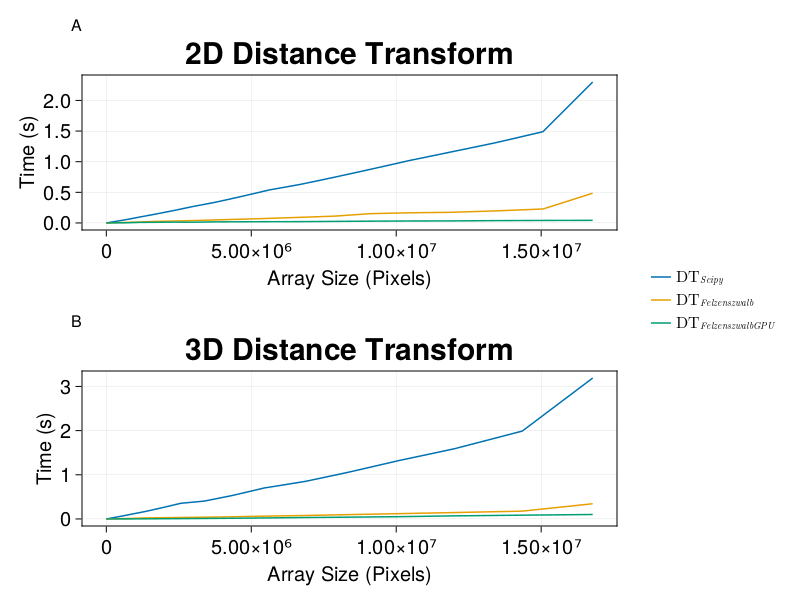 A
2D Distance Transform
2.0
1.5
1.0
0.5
0.0
Time (s)
0 5.00×10⁶ 1.00×10⁷ 1.50×10⁷
Array Size (Pixels)
DT_Scipy
DT_Felzenszwalb
DT_FelzenszwalbGPU
B
3D Distance Transform
3
2
1
0
Time (s)
0 5.00×10⁶ 1.00×10⁷ 1.50×10⁷
Array Size (Pixels)